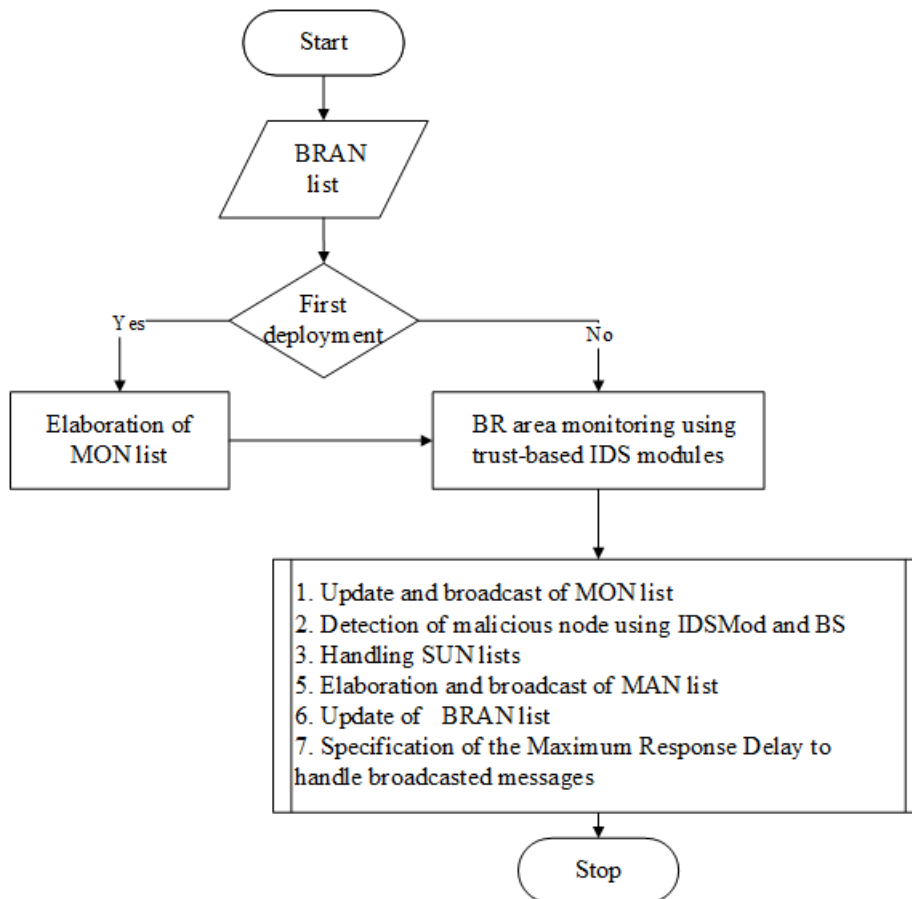 Start
BRAN
list
First
deployment
Yes
No
Elaboration of
MON list
BR area monitoring using
trust-based IDS modules
1. Update and broadcast of MON list
2. Detection of malicious node using IDSMod and BS
3. Handling SUN lists
5. Elaboration and broadcast of MAN list
6. Update of BRAN list
7. Specification of the Maximum Response Delay to
handle broadcasted messages
Stop